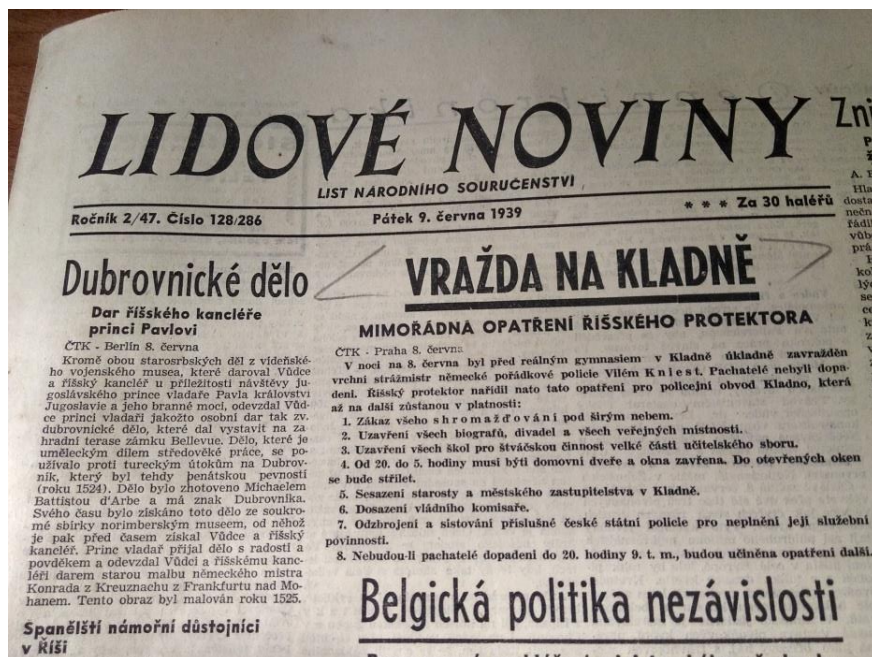 LIDOVÉ NOVINY
LIST NÁRODNÍHO SOURUČENSTVÍ
Ročník 2/47. Číslo 128/286
Pátek 9. června 1939
* * * Za 30 haléřů
Dubrovnické dělo
Dar říšského kancléře
princi Pavlovi
ČTK - Berlín 8. června
Kromě obou starosrbských děl z vídeňské-
ho vojenského musea, které daroval Vůdce
a říšský kancléř u příležitosti návštěvy ju-
goslávského prince vladaře Pavla království
Jugoslavie a jeho branné moci, odevzdal Vůd-
ce princi vladaři jakožto osobní dar tak zv.
dubrovnické dělo, které dal vystavit na za-
hradní terase zámku Bellevue. Dělo, které je
uměleckým dílem středověké práce, se po-
užívalo proti tureckým útokům na Dubrov-
ník, který byl tehdy benátskou pevností
(roku 1524). Dělo bylo zhotoveno Michaelem
Battistou d'Arbe a má znak Dubrovníka.
Svého času bylo získáno toto dělo ze soukro-
mé sbírky norimberským museem, od něhož
je pak před časem získal Vůdce a říšský
kancléř. Princ vladař přijal dělo s radostí a
povděkem a odevzdal Vůdci a říšskému kanc-
léři darem starou malbu německého mistra
Konrada z Kreuznachu z Frankfurtu nad Mo-
hanem. Tento obraz byl malován roku 1525.
Španělští námořní důstojníci
v Říši
VRAŽDA NA KLADNĚ
MIMOŘÁDNA OPATŘENÍ ŘÍŠSKÉHO PROTEKTORA
ČTK - Praha 8. června
V noci na 8. června byl před reálným gymnasiem v Kladně úkladně zavražděn
vrchní strážmistr německé pořádkové policie Vilém Kniest. Pachatelé nebyli dopa-
deni. Říšský protektor nařídil nato tato opatření pro policejní obvod Kladno, která
až na další zůstanou v platnosti:
1. Zákaz všeho shromažďování pod širým nebem.
2. Uzavření všech biografů, divadel a všech veřejných místností.
3. Uzavření všech škol pro štváčskou činnost velké části učitelského sboru.
4. Od 20. do 5. hodiny musí býti domovní dveře a okna zavřena. Do otevřených oken
se bude střílet.
5. Sesazení starosty a městského zastupitelstva v Kladně.
6. Dosazení vládního komisaře.
7. Odzbrojení a sistování příslušné české státní policie pro neplnění její služební
povinnosti.
8. Nebudou-li pachatelé dopadeni do 20. hodiny 9. t. m., budou učiněna opatření další.
Belgická politika nezávislosti
Zni